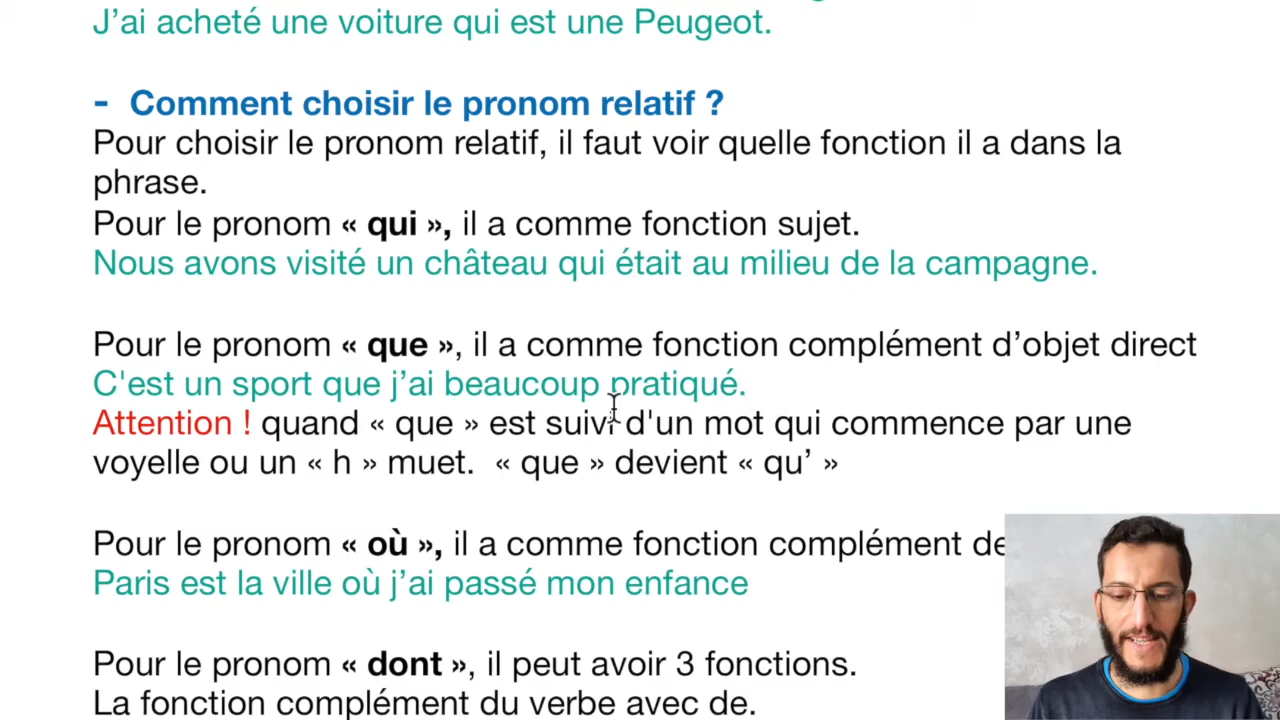 J’ai acheté une voiture qui est une Peugeot.
- Comment choisir le pronom relatif ?
Pour choisir le pronom relatif, il faut voir quelle fonction il a dans la
phrase.
Pour le pronom « qui », il a comme fonction sujet.
Nous avons visité un château qui était au milieu de la campagne.
Pour le pronom « que », il a comme fonction complément d’objet direct
C'est un sport que j’ai beaucoup pratiqué.
Attention ! quand « que » est suivi d'un mot qui commence par une
voyelle ou un « h » muet. « que » devient « qu’ »
Pour le pronom « où », il a comme fonction complément de
Paris est la ville où j’ai passé mon enfance
Pour le pronom « dont », il peut avoir 3 fonctions.
La fonction complément du verbe avec de.